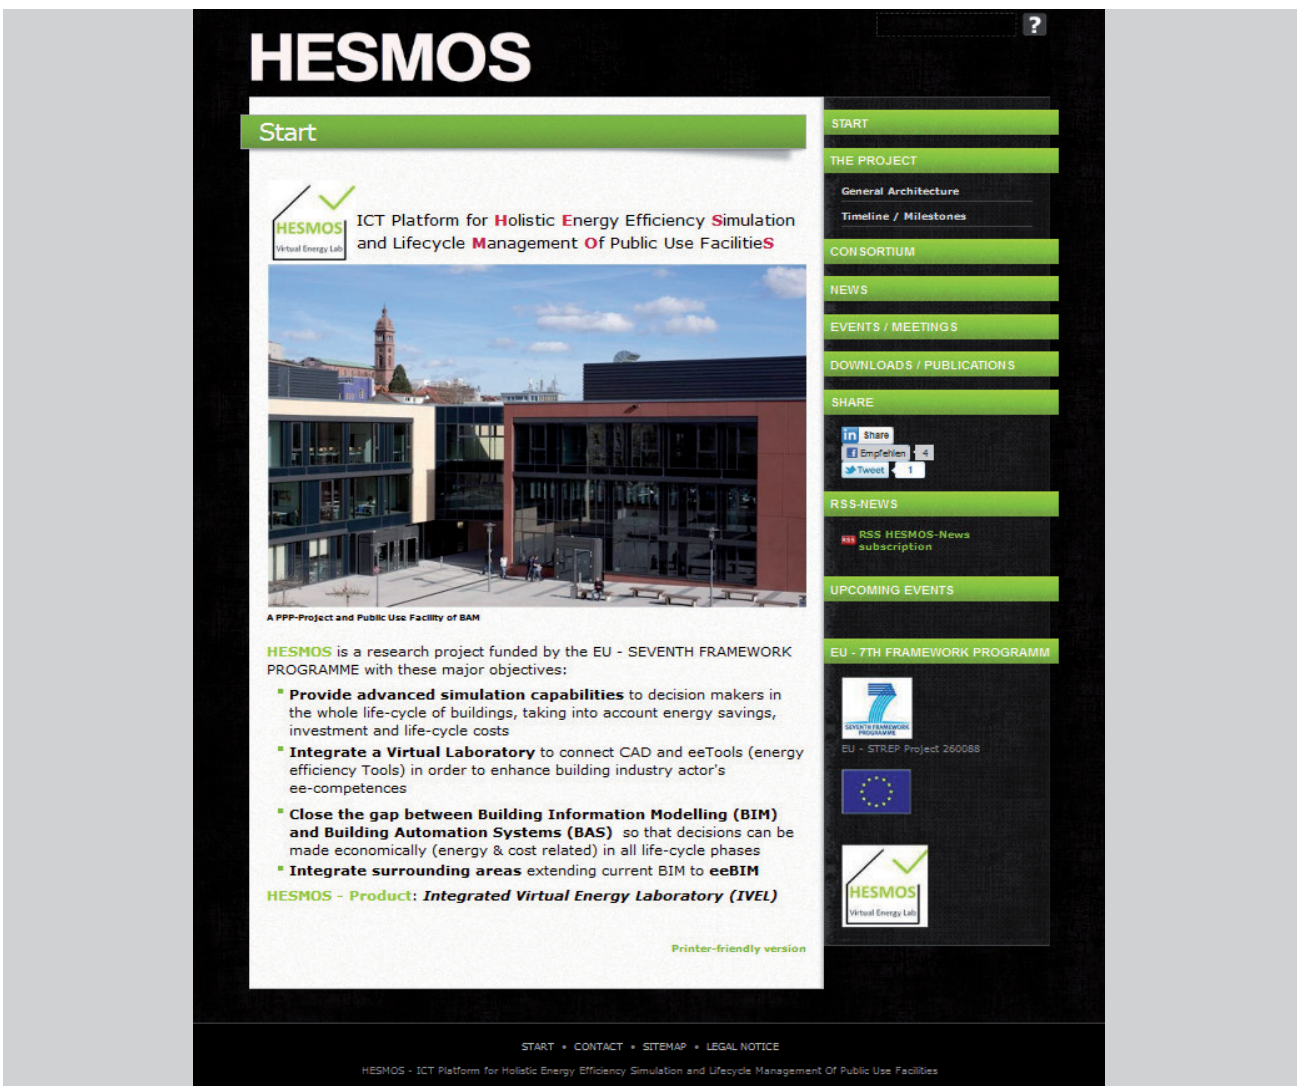 ?
HESMOS
Start
HESMOS
Virtual Energy Lab
ICT Platform for Holistic Energy Efficiency Simulation
and Lifecycle Management Of Public Use FacilitieS
A PPP-Project and Public Use Facility of BAM
HESMOS is a research project funded by the EU - SEVENTH FRAMEWORK
PROGRAMME with these major objectives:
Provide advanced simulation capabilities to decision makers in
the whole life-cycle of buildings, taking into account energy savings,
investment and life-cycle costs
Integrate a Virtual Laboratory to connect CAD and eeTools (energy
efficiency Tools) in order to enhance building industry actor's
ee-competences
Close the gap between Building Information Modelling (BIM)
and Building Automation Systems (BAS) so that decisions can be
made economically (energy & cost related) in all life-cycle phases
Integrate surrounding areas extending current BIM to eeBIM
HESMOS - Product: Integrated Virtual Energy Laboratory (IVEL)
Printer-friendly version
START
THE PROJECT
General Architecture
Timeline / Milestones
CONSORTIUM
NEWS
EVENTS / MEETINGS
DOWNLOADS / PUBLICATIONS
SHARE
in Share
f Empfehlen 4
Tweet 1
RSS-NEWS
RSS RSS HESMOS-News
subscription
UPCOMING EVENTS
EU - 7TH FRAMEWORK PROGRAMM
7
SEVENTH FRAMEWORK
PROGRAMME
EU - STREP Project 260088
HESMOS
Virtual Energy Lab
START • CONTACT • SITEMAP • LEGAL NOTICE
HESMOS - ICT Platform for Holistic Energy Efficiency Simulation and Lifecycle Management Of Public Use Facilities